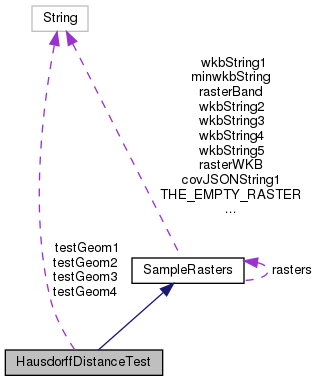 String
wkbString1
minwkbString
rasterBand
wkbString2
wkbString3
wkbString4
wkbString5
rasterWKB
covJSONString1
THE_EMPTY_RASTER
...
testGeom1
testGeom2
testGeom3
testGeom4
SampleRasters
rasters
HausdorffDistanceTest